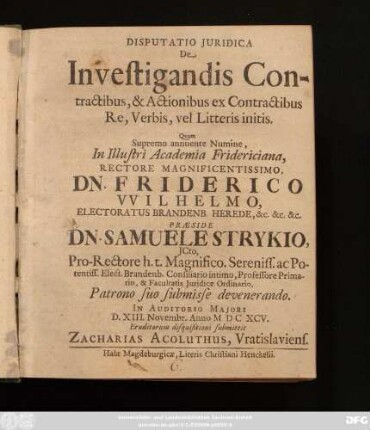 DISPUTATIO JURIDICA
De
Investigandis Con-
tractibus, & Actionibus ex Contractibus
Re, Verbis, vel Litteris initis.
Quam
Supremo annuente Numine,
In Illustri Academia Fridericiana,
RECTORE MAGNIFICENTISSIMO,
DN. FRIDERICO
WILHELMO,
ELECTORATUS BRANDENB. HEREDE, &c. &c. &c.
PRÆSIDE
DN. SAMUELE STRYKIO,
JCto,
Pro-Rectore h. t. Magnifico. Sereniss. ac Po-
tentiss. Elect. Brandenb. Consiliario intimo, Professore Prima-
rio, & Facultatis Juridicæ Ordinario,
Patrono suo submisse devenerando.
IN AUDITORIO MAJORI
D. XIII. Novembr. Anno M DC XCV.
Eruditorum disquisitioni submittit
ZACHARIAS ACOLUTHUS, Vratislaviens.
Halæ Magdeburgicæ, Literis Christiani Henckelii.
DFG